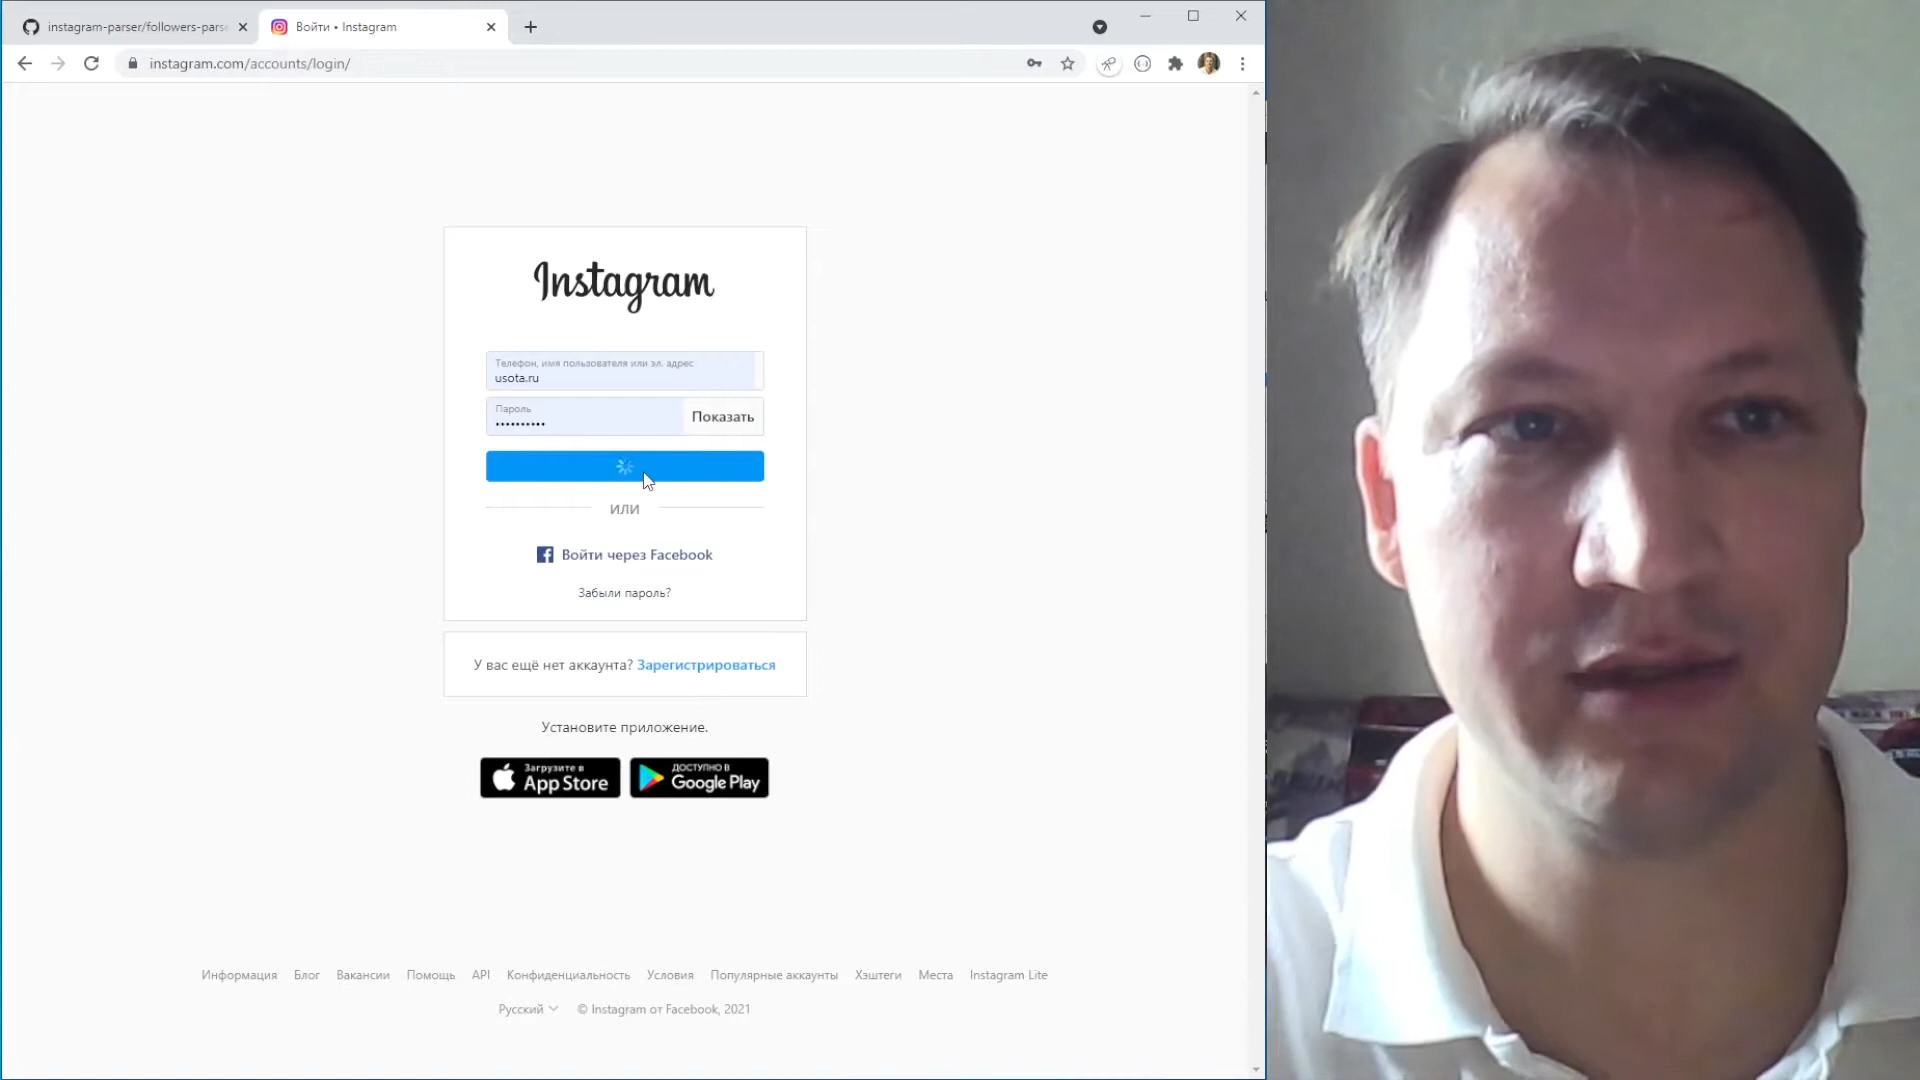 instagram-parser/followers-pars
Войти • Instagram
instagram.com/accounts/login/
Instagram
Телефон, имя пользователя или эл. адрес
usota.ru
Пароль
••••••••••
Показать
ИЛИ
Войти через Facebook
Забыли пароль?
У вас ещё нет аккаунта? Зарегистрироваться
Установите приложение.
Загрузите в
App Store
ДОСТУПНО В
Google Play
Информация Блог Вакансии Помощь API Конфиденциальность Условия Популярные аккаунты Хэштеги Места Instagram Lite
Русский © Instagram от Facebook, 2021